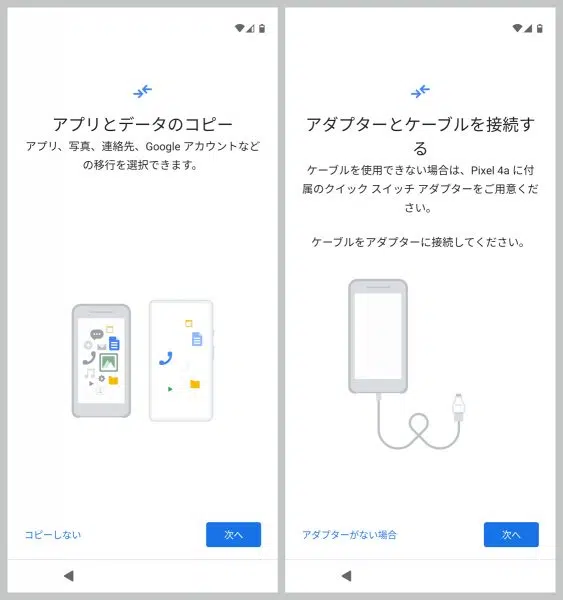 アプリとデータのコピー
アプリ、写真、連絡先、Google アカウントなど
の移行を選択できます。
コピーしない
次へ
アダプターとケーブルを接続す
る
ケーブルを使用できない場合は、Pixel 4a に付
属のクイック スイッチ アダプターをご用意くだ
さい。
ケーブルをアダプターに接続してください。
アダプターがない場合
次へ